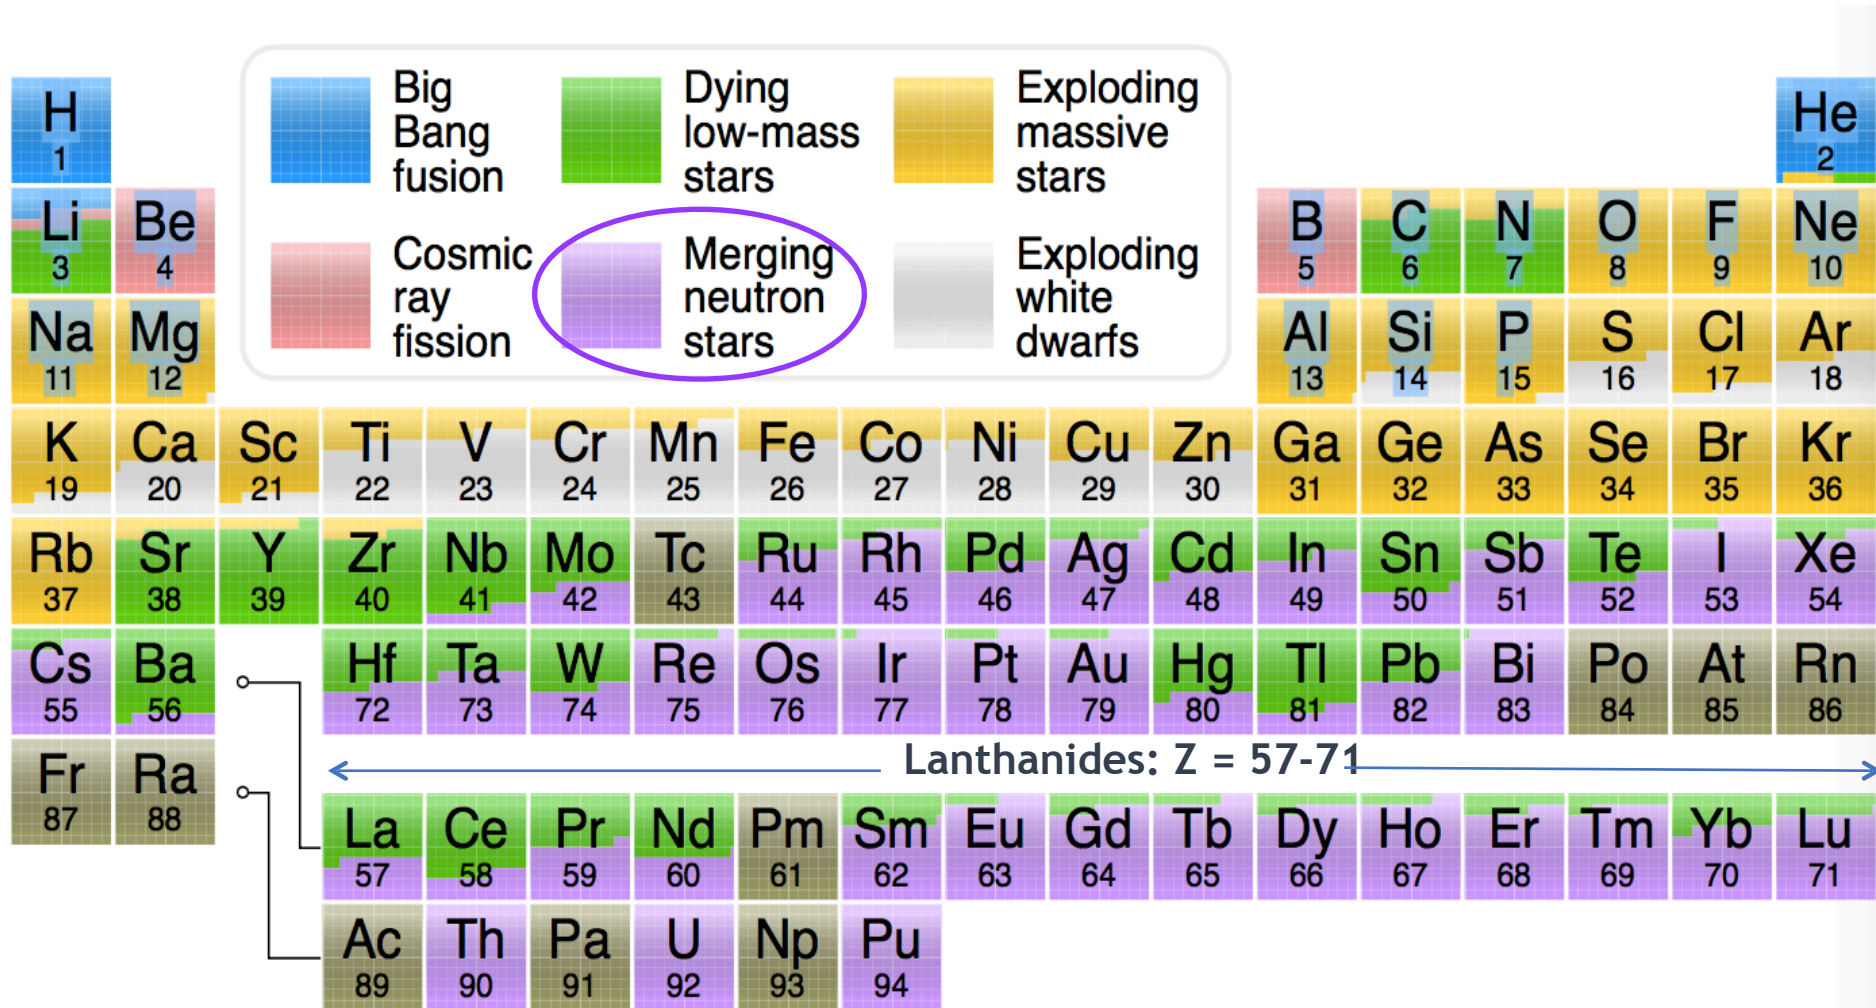 H
1
Big
Bang
fusion
Dying
low-mass
stars
Exploding
massive
stars
He
2
Cosmic
ray
fission
Merging
neutron
stars
Exploding
white
dwarfs
Li Be B C N O F Ne
3 4 5 6 7 8 9 10
Na Mg Al Si P S Cl Ar
11 12 13 14 15 16 17 18
K Ca Sc Ti V Cr Mn Fe Co Ni Cu Zn Ga Ge As Se Br Kr
19 20 21 22 23 24 25 26 27 28 29 30 31 32 33 34 35 36
Rb Sr Y Zr Nb Mo Tc Ru Rh Pd Ag Cd In Sn Sb Te I Xe
37 38 39 40 41 42 43 44 45 46 47 48 49 50 51 52 53 54
Cs Ba Hf Ta W Re Os Ir Pt Au Hg Tl Pb Bi Po At Rn
55 56 72 73 74 75 76 77 78 79 80 81 82 83 84 85 86
Fr Ra
87 88
Lanthanides: Z = 57-71
La Ce Pr Nd Pm Sm Eu Gd Tb Dy Ho Er Tm Yb Lu
57 58 59 60 61 62 63 64 65 66 67 68 69 70 71
Ac Th Pa U Np Pu
89 90 91 92 93 94